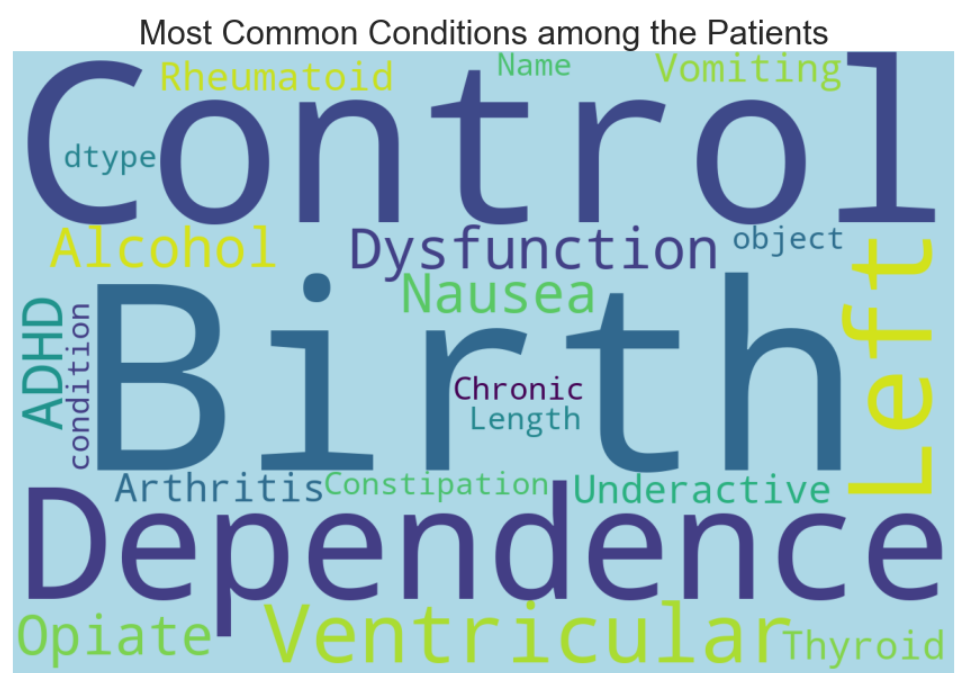 Most Common Conditions among the Patients
Rheumatoid
Name
Vomiting
Control
dtype
Alcohol
Dysfunction
object
Left
Nausea
Birth
ADHD
condition
Chronic
Length
Arthritis
Constipation
Underactive
Dependence
Opiate
Ventricular
Thyroid